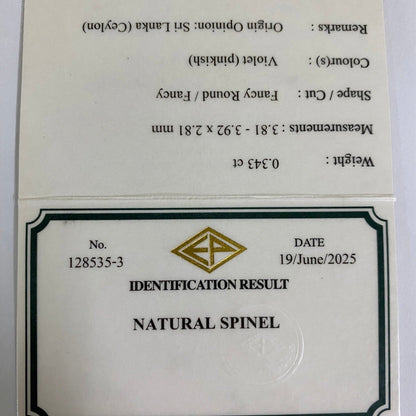 Weight : 0.343 ct
Measurements : 3.81 - 3.92 x 2.81 mm
Shape / Cut : Fancy Round / Fancy
Colour(s) : Violet (pinkish)
Remarks : Origin Opinion: Sri Lanka (Ceylon)
No.
128535-3
EP
DATE
19/June/2025
IDENTIFICATION RESULT
NATURAL SPINEL